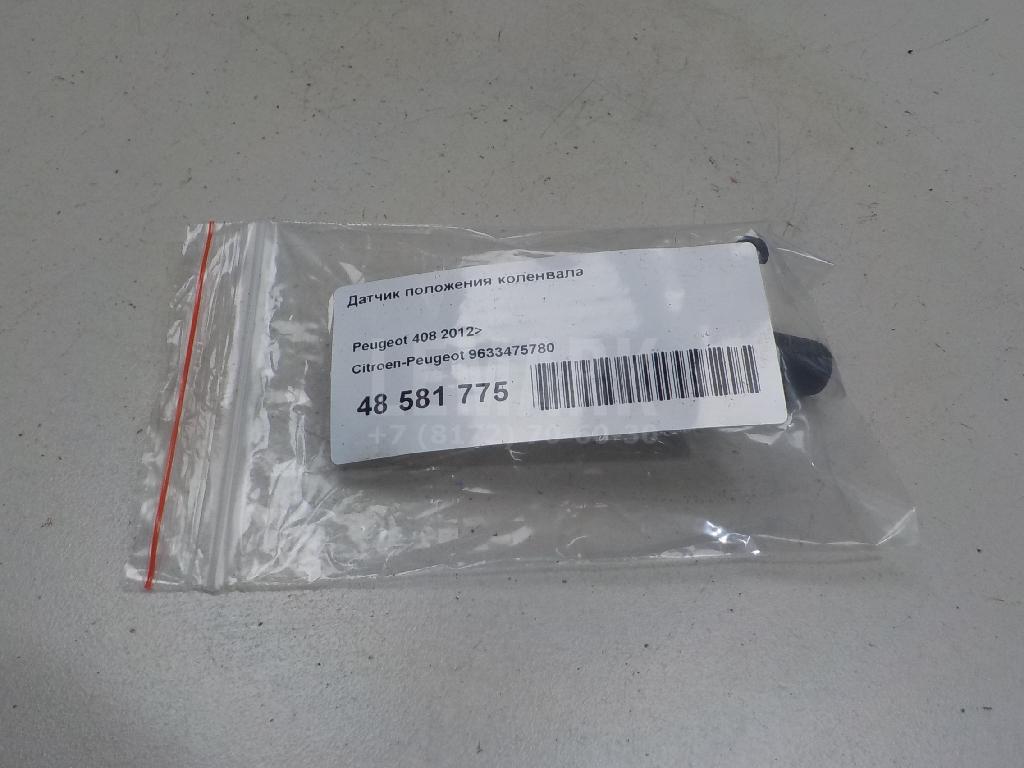 Датчик положения коленвала
Peugeot 408 2012>
Citroen-Peugeot 9633475780
48 581 775